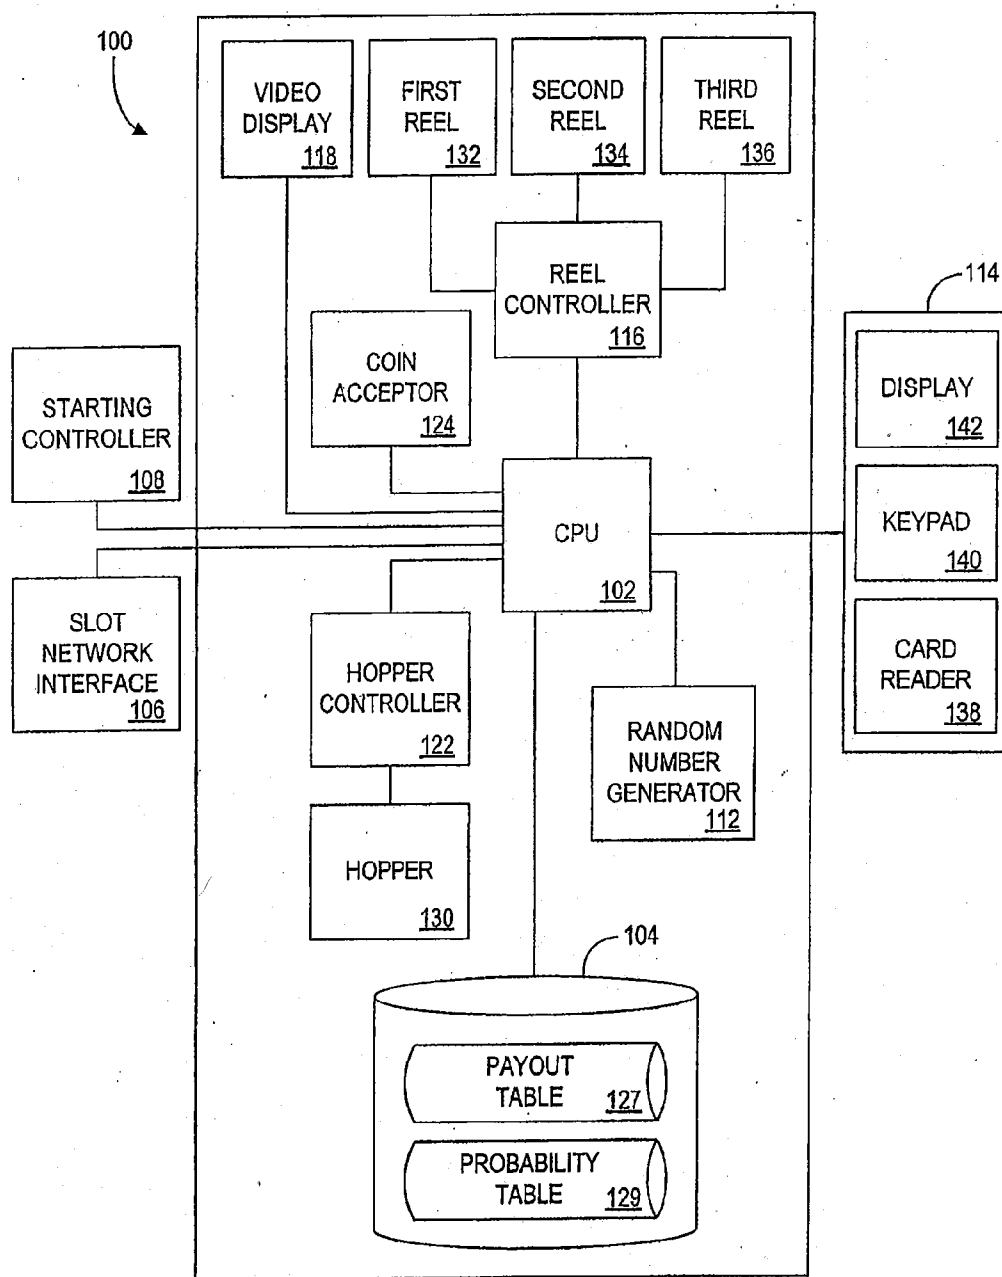 100
VIDEO
DISPLAY
118
FIRST
REEL
132
SECOND
REEL
134
THIRD
REEL
136
REEL
CONTROLLER
116
114
COIN
ACCEPTOR
124
STARTING
CONTROLLER
108
DISPLAY
142
CPU
102
KEYPAD
140
SLOT
NETWORK
INTERFACE
106
HOPPER
CONTROLLER
122
CARD
READER
138
RANDOM
NUMBER
GENERATOR
112
HOPPER
130
104
PAYOUT
TABLE
127
PROBABILITY
TABLE
129